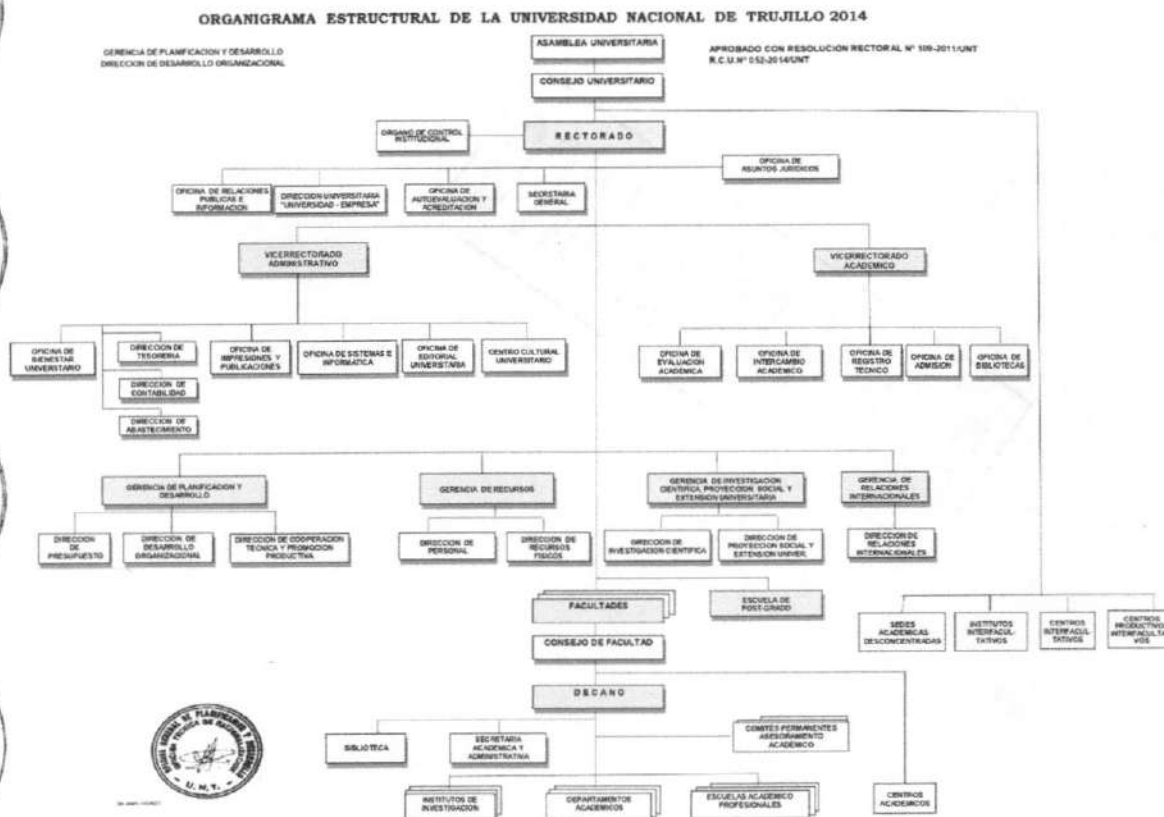 ORGANIGRAMA ESTRUCTURAL DE LA UNIVERSIDAD NACIONAL DE TRUJILLO 2014
GERENCIA DE PLANIFICACION Y DESARROLLO
DIRECCION DE DESARROLLO ORGANIZACIONAL
ASAMBLEA UNIVERSITARIA
APROBADO CON RESOLUCION RECTORAL Nº 509-2011/UNT
R.C.U.Nº 052-2014/UNT
CONSEJO UNIVERSITARIO
ORGANO DE CONTROL
INSTITUCIONAL
RECTORADO
OFICINA DE
ASUNTOS JURIDICOS
OFICINA DE RELACIONES
PUBLICAS E
INFORMACION
DIRECCION UNIVERSITARIA
"UNIVERSIDAD - EMPRESA"
OFICINA DE
AUTOEVALUACION Y
ACREDITACION
SECRETARIA
GENERAL
VICERRECTORADO
ADMINISTRATIVO
VICERRECTORADO
ACADEMICO
OFICINA DE
BIENESTAR
UNIVERSITARIO
DIRECCION DE
TESORERIA
DIRECCION DE
CONTABILIDAD
DIRECCION DE
ABASTECIMIENTO
OFICINA DE
IMPRESIONES Y
PUBLICACIONES
OFICINA DE SISTEMAS E
INFORMATICA
OFICINA DE
EDITORIAL
UNIVERSITARIA
CENTRO CULTURAL
UNIVERSITARIO
OFICINA DE
EVALUACION
ACADEMICA
OFICINA DE
INTERCAMBIO
ACADEMICO
OFICINA DE
REGISTRO
TECNICO
OFICINA DE
ADMISION
OFICINA DE
BIBLIOTECAS
GERENCIA DE PLANIFICACION Y
DESARROLLO
GERENCIA DE RECURSOS
GERENCIA DE INVESTIGACION
CIENTIFICA, PROYECCION SOCIAL Y
EXTENSION UNIVERSITARIA
GERENCIA DE
RELACIONES
INTERNACIONALES
DIRECCION
DE
PRESUPUESTO
DIRECCION DE
DESARROLLO
ORGANIZACIONAL
DIRECCION DE COOPERACION
TECNICA Y PROMOCION
PRODUCTIVA
DIRECCION DE
PERSONAL
DIRECCION DE
RECURSOS
FISICOS
DIRECCION DE
INVESTIGACION CIENTIFICA
DIRECCION DE
PROYECCION SOCIAL Y
EXTENSION UNIVER.
DIRECCION DE
RELACIONES
INTERNACIONALES
FACULTADES
ESCUELA DE
POST-GRADO
SEDES
ACADEMICAS
DESCONCENTRADAS
INSTITUTOS
INTERFACUL-
TATIVOS
CENTROS
INTERFACUL-
TATIVOS
CENTROS
PRODUCTIVO
INTERFACULTA
VOS
CONSEJO DE FACULTAD
DECANO
BIBLIOTECA
SECRETARIA
ACADEMICA Y
ADMINISTRATIVA
COMITÉS PERMANENTES
ASESORAMIENTO
ACADÉMICO
INSTITUTOS DE
INVESTIGACION
DEPARTAMENTOS
ACADEMICOS
ESCUELAS ACADEMICO
PROFESIONALES
CENTROS
ACADEMICOS
U. N. T.